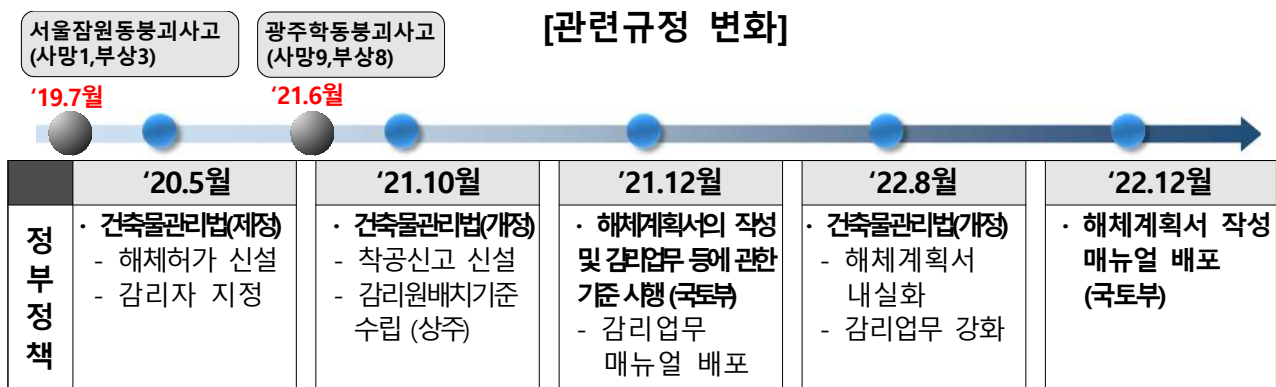 [관련규정 변화]
서울잠원동붕괴사고
(사망1,부상3)
광주학동붕괴사고
(사망9,부상8)
‘19.7월
‘21.6월
‘20.5월
‘21.10월
’21.12월
‘22.8월
‘22.12월
정부정책
· 건축물관리법(제정)
- 해체허가 신설
- 감리자 지정
· 건축물관리법(개정)
- 착공신고 신설
- 감리원배치기준
수립 (상주)
· 해체계획서의 작성
및 감리업무 등에 관한
기준 시행 (국토부)
- 감리업무
매뉴얼 배포
· 건축물관리법(개정)
- 해체계획서
내실화
- 감리업무 강화
· 해체계획서 작성
매뉴얼 배포
(국토부)